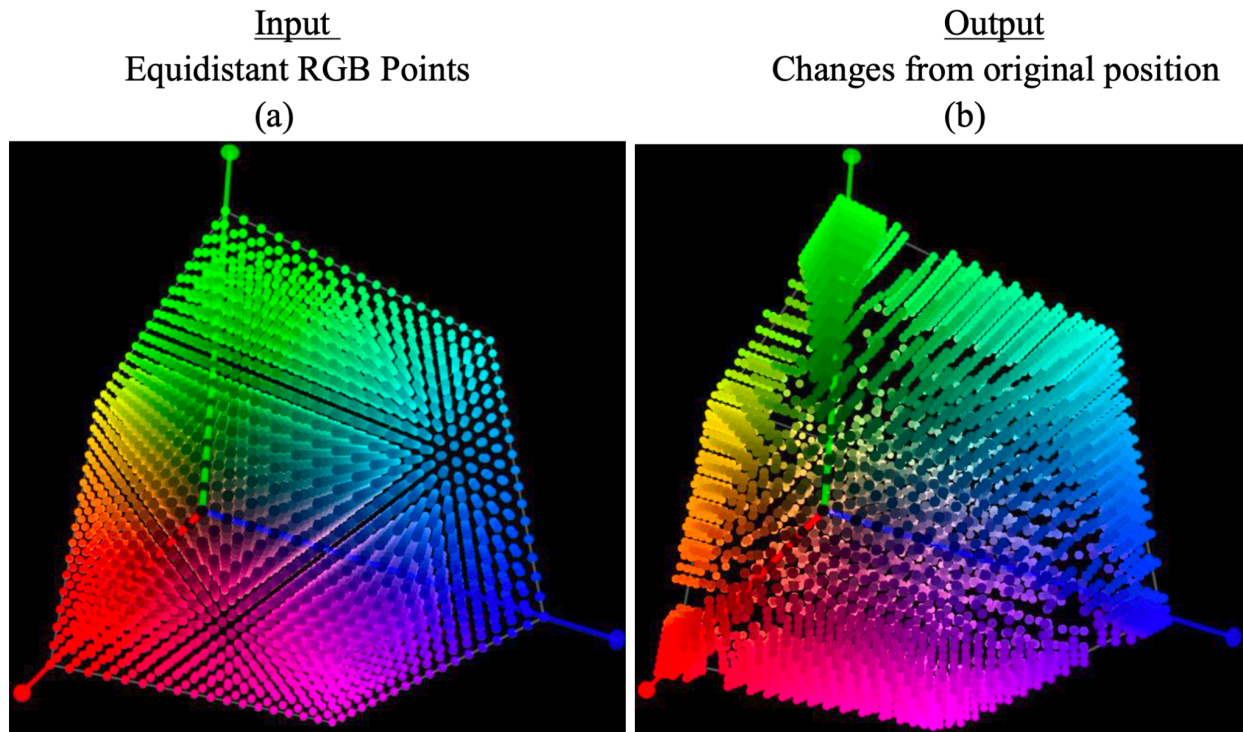 Input
Equidistant RGB Points
(a)
Output
Changes from original position
(b)